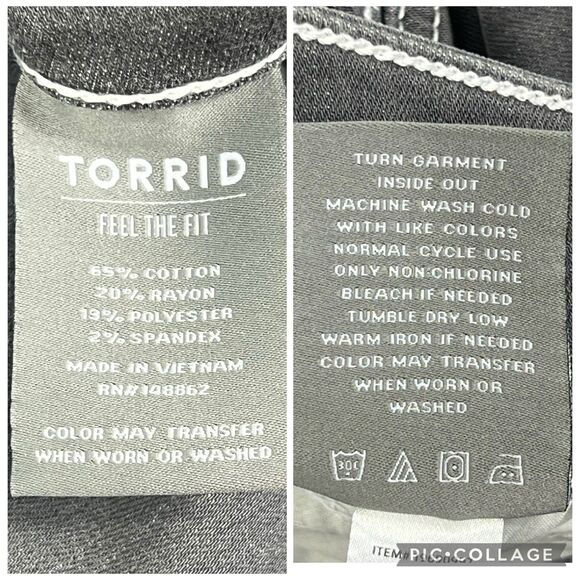 TORRID
FEEL THE FIT
65% COTTON
20% RAYON
13% POLYESTER
2% SPANDEX
MADE IN VIETNAM
RN# 148862
COLOR MAY TRANSFER
WHEN WORN OR WASHED
TURN GARMENT
INSIDE OUT
MACHINE WASH COLD
WITH LIKE COLORS
NORMAL CYCLE USE
ONLY NON-CHLORINE
BLEACH IF NEEDED
TUMBLE DRY LOW
WARM IRON IF NEEDED
COLOR MAY TRANSFER
WHEN WORN OR
WASHED
30C
ITEM#
PIC•COLLAGE